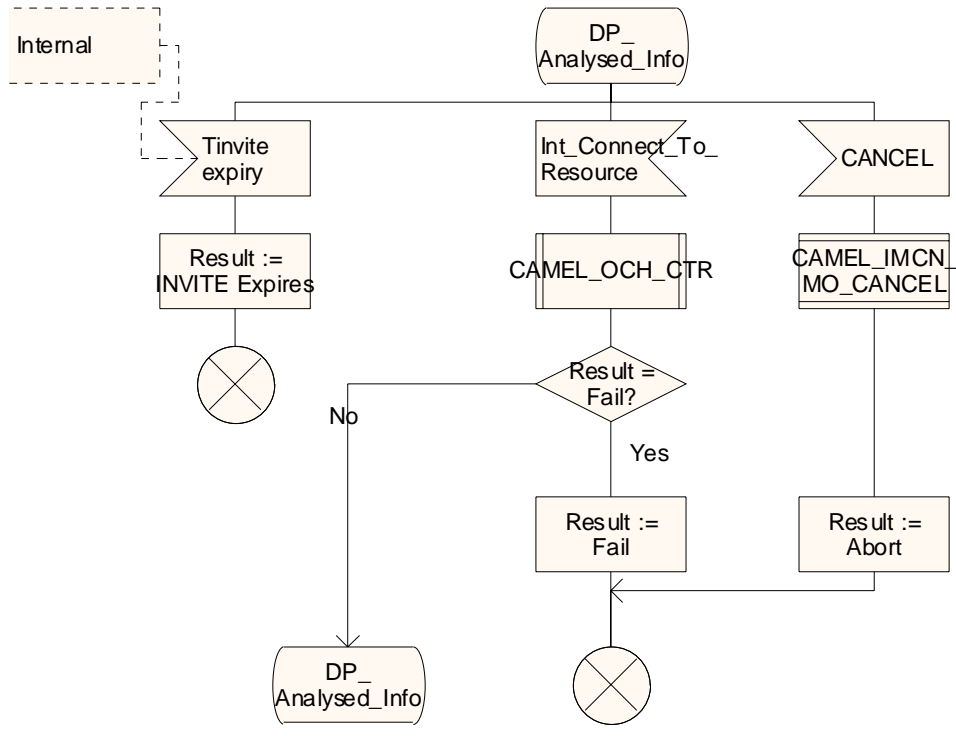 Internal
DP_
Analysed_Info
Tinvite
expiry
Int_Connect_To_
Resource
CANCEL
Result :=
INVITE Expires
CAMEL_OCH_CTR
CAMEL_IMCN_
MO_CANCEL
Result =
Fail?
No
Yes
Result :=
Fail
Result :=
Abort
DP_
Analysed_Info